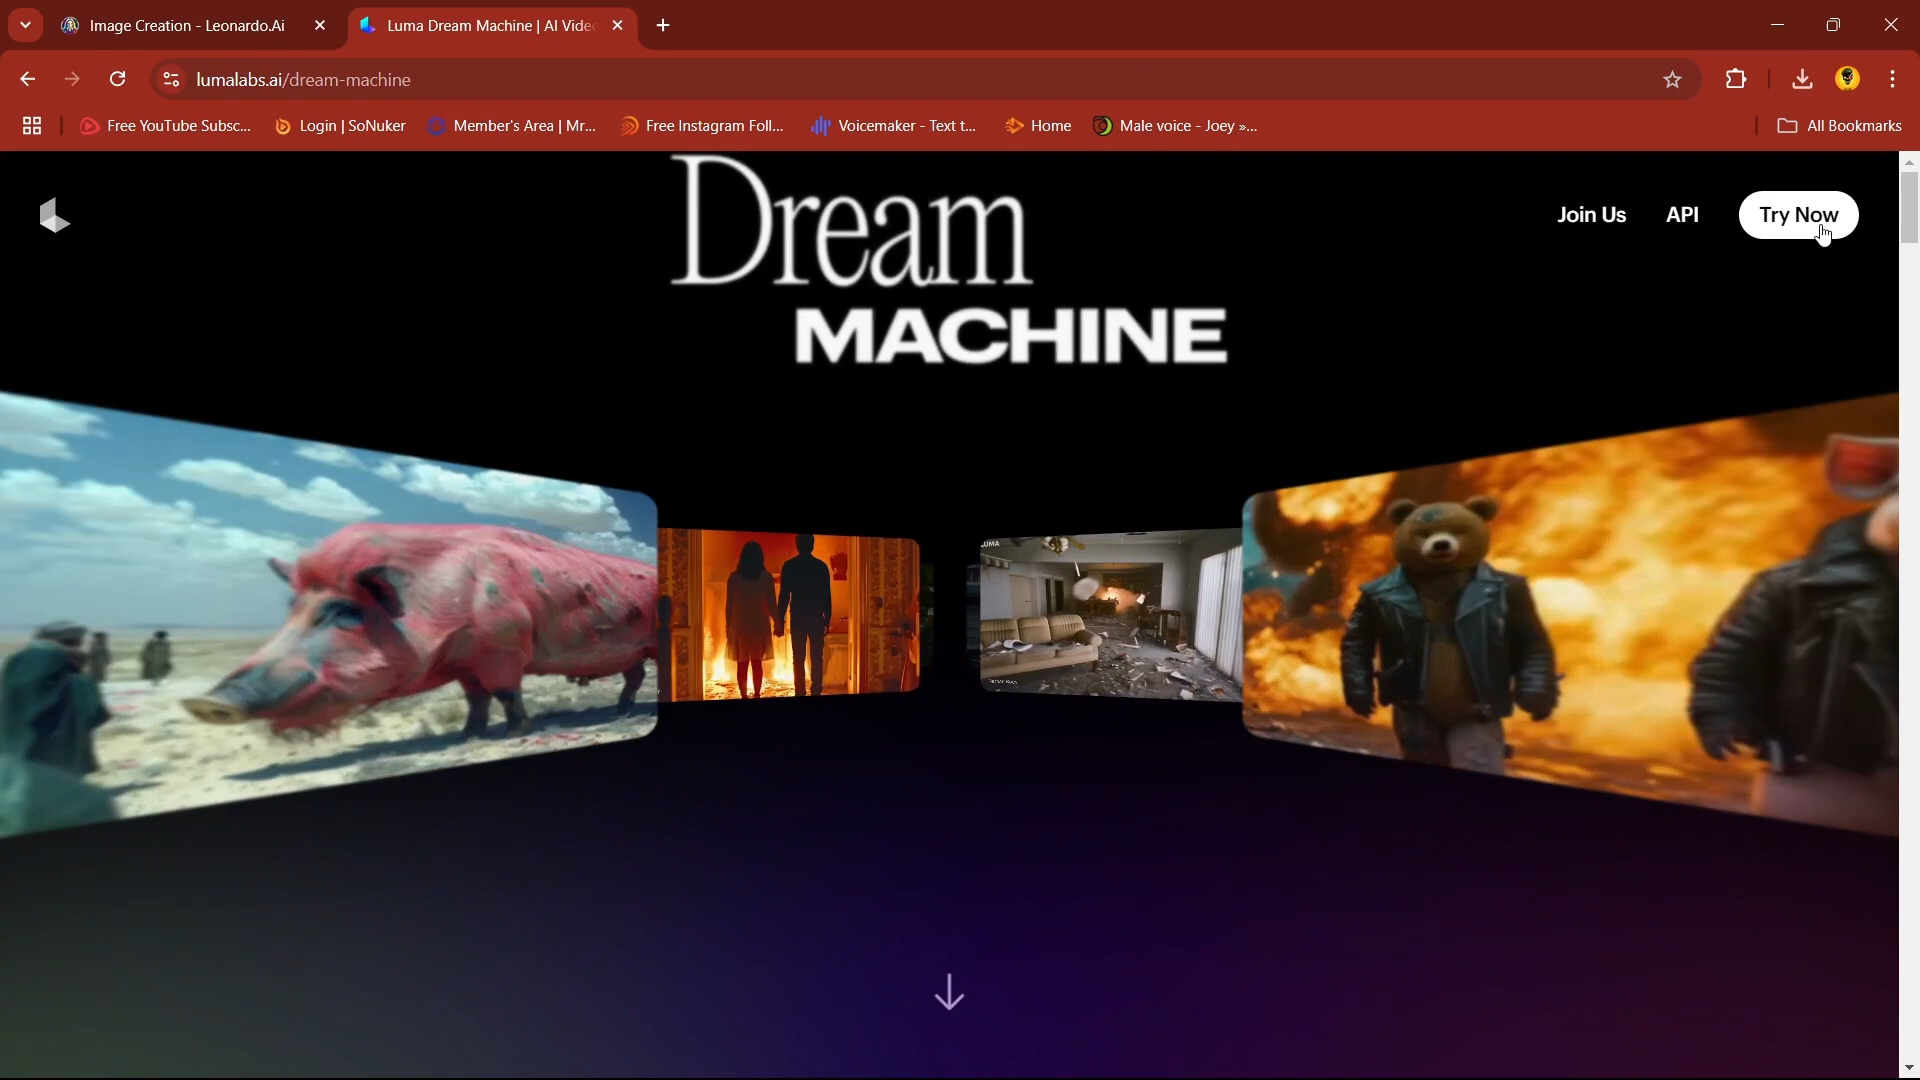 Image Creation - Leonardo.Ai
Luma Dream Machine | AI Vide
lumalabs.ai/dream-machine
Free YouTube Subsc...
Login | SoNuker
Member's Area | Mr...
Free Instagram Foll...
Voicemaker - Text t...
Home
Male voice - Joey »...
All Bookmarks
Dream
MACHINE
Join Us
API
Try Now
LUMA